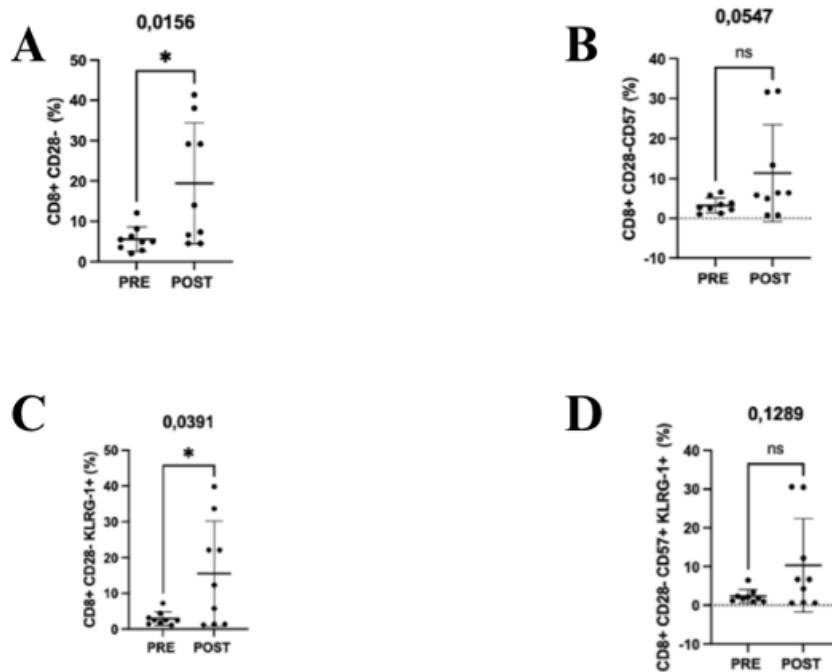 A
0,0156
*
CD8+ CD28- (%)
50
40
30
20
10
0
PRE POST
B
0,0547
ns
CD8+ CD28-CD57 (%)
40
30
20
10
0
-10
PRE POST
C
0,0391
*
CD8+ CD28- KLRG-1+ (%)
50
40
30
20
10
0
PRE POST
D
0,1289
ns
CD8+ CD28- CD57+ KLRG-1+ (%)
40
30
20
10
0
-10
PRE POST